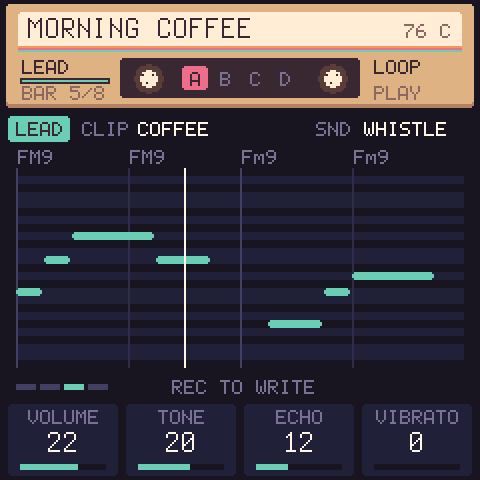 MORNING COFFEE 76 C
LEAD A B C D LOOP
BAR 5/8 PLAY
LEAD CLIP COFFEE SND WHISTLE
FM9 FM9 Fm9 Fm9
REC TO WRITE
VOLUME TONE ECHO VIBRATO
22 20 12 0